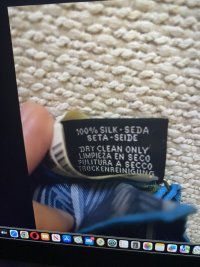 100% SILK - SEDA
SETA - SEIDE
"DRY CLEAN ONLY"
LIMPIEZA EN SECO
PULITURA A SECCO
TROCKENREINIGUNG